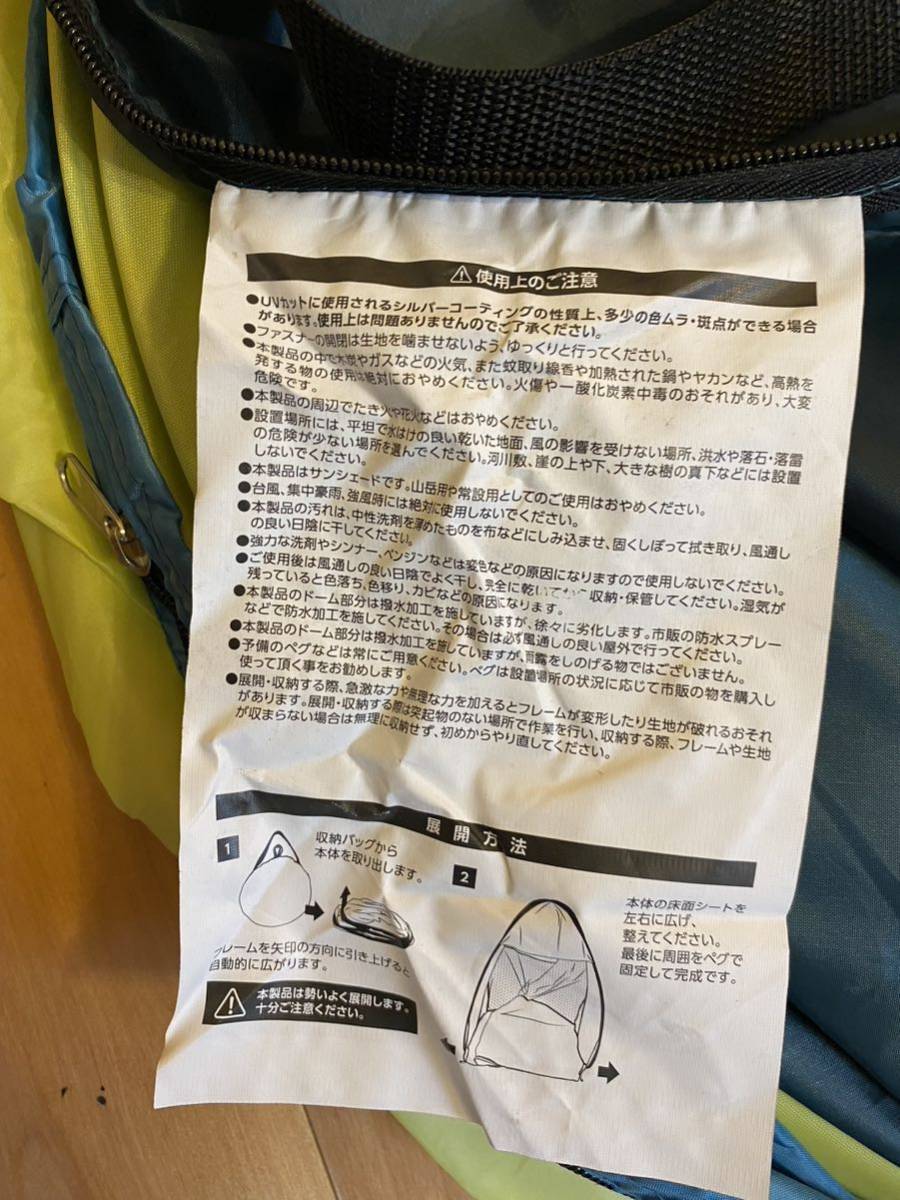 ⚠使用上のご注意
●UVカットに使用されるシルバーコーティングの性質上、多少の色ムラ・斑点ができる場合
があります。使用上は問題ありませんのでご了承ください。
●ファスナーの開閉は生地を噛ませないよう、ゆっくりと行ってください。
●本製品の中で木炭やガスなどの火気、また蚊取り線香や加熱された鍋やヤカンなど、高熱を
発する物の使用は絶対におやめください。火傷や一酸化炭素中毒のおそれがあり、大変
危険です。
●本製品の周辺でたき火や花火などはおやめください。
●設置場所には、平坦で水はけの良い乾いた地面、風の影響を受けない場所、洪水や落石・落雷
の危険が少ない場所を選んでください。河川敷、崖の上や下、大きな樹の真下などには設置
しないでください。
●本製品はサンシェードです。山岳用や常設用としてのご使用はおやめください。
●台風、集中豪雨、強風時には絶対に使用しないでください。
●本製品の汚れは、中性洗剤を薄めたものを布などにしみ込ませ、固くしぼって拭き取り、風通し
の良い日陰に干してください。
●強力な洗剤やシンナー、ベンジンなどは変色などの原因になりますので使用しないでください。
●ご使用後は風通しの良い日陰でよく干し、完全に乾いてから収納・保管してください。湿気が
残っていると色落ち、色移り、カビなどの原因になります。
●本製品のドーム部分は撥水加工を施していますが、徐々に劣化します。市販の防水スプレー
などで防水加工を施してください。その場合は必ず風通しの良い屋外で行ってください。
●本製品のドーム部分は撥水加工を施していますが、雨露をしのげる物ではございません。
●予備のペグなどは常にご用意ください。ペグは設置場所の状況に応じて市販の物を購入し
使って頂く事をお勧めします。
●展開・収納する際、急激な力や無理な力を加えるとフレームが変形したり生地が破れるおそれ
があります。展開・収納する際は突起物のない場所で作業を行い、収納する際、フレームや生地
が収まらない場合は無理に収納せず、初めからやり直してください。
展開方法
1
収納バッグから
本体を取り出します。
フレームを矢印の方向に引き上げると
自動的に広がります。
⚠本製品は勢いよく展開します。
十分ご注意ください。
2
本体の床面シートを
左右に広げ、
整えてください。
最後に周囲をペグで
固定して完成です。